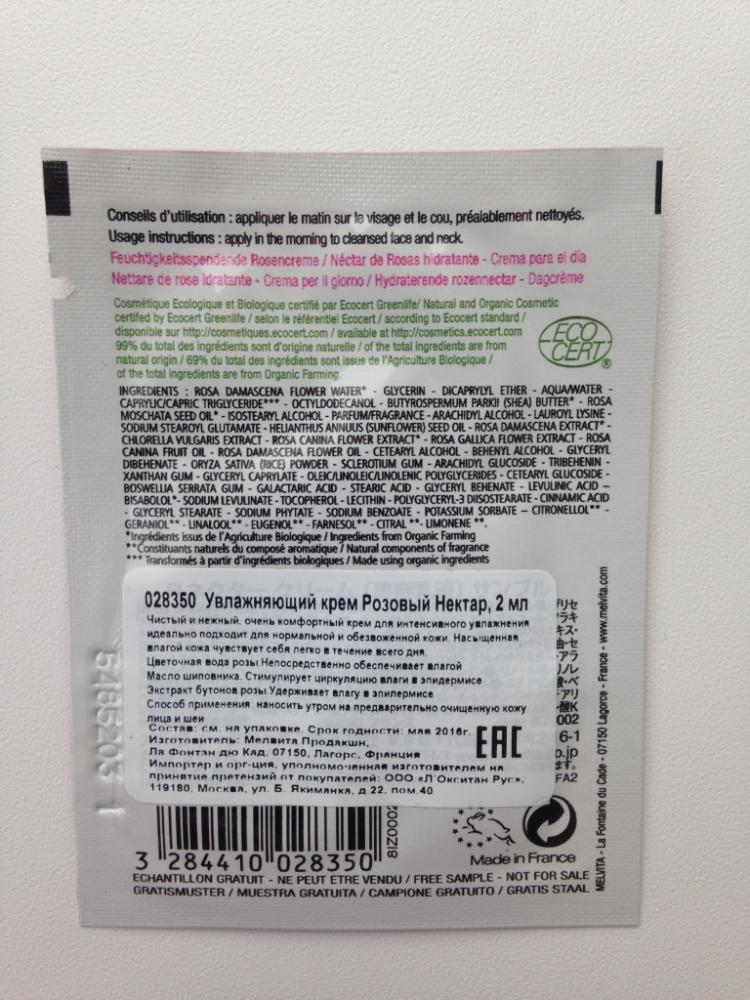 Conseils d'utilisation : appliquer le matin sur le visage et le cou, préalablement nettoyés.
Usage instructions : apply in the morning to cleansed face and neck.
Feuchtigkeitsspendende Rosencreme / Néctar de Rosas hidratante - Crema para el día
Nettare de rose idratante - Crema per il giorno / Hydraterende rozennectar - Dagcrème
Cosmétique Ecologique et Biologique certifié par Ecocert Greenlife/ Natural and Organic Cosmetic
certifed by Ecocert Greenlife / selon le référentiel Ecocert / according to Ecocert standard /
disponible sur http://cosmetiques.ecocert.com / available at http://cosmetics.ecocert.com
99% du total des ingrédients sont d'origine naturelle / of the total ingredients are from
natural origin / 69% du total des ingrédients sont issus de l'Agriculture Biologique /
of the total ingredients are from Organic Farming.
ECO
CERT
®
INGREDIENTS : ROSA DAMASCENA FLOWER WATER* - GLYCERIN - DICAPRYLYL ETHER - AQUA/WATER -
CAPRYLIC/CAPRIC TRIGLYCERIDE*** - OCTYLDODECANOL - BUTYROSPERMUM PARKII (SHEA) BUTTER* - ROSA
MOSCHATA SEED OIL* - ISOSTEARYL ALCOHOL - PARFUM/FRAGRANCE - ARACHIDYL ALCOHOL - LAUROYL LYSINE -
SODIUM STEAROYL GLUTAMATE - HELIANTHUS ANNUUS (SUNFLOWER) SEED OIL - ROSA DAMASCENA EXTRACT* -
CHLORELLA VULGARIS EXTRACT - ROSA CANINA FLOWER EXTRACT* - ROSA GALLICA FLOWER EXTRACT - ROSA
CANINA FRUIT OIL - ROSA DAMASCENA FLOWER OIL - CETEARYL ALCOHOL - BEHENYL ALCOHOL - GLYCERYL
DIBEHENATE - ORYZA SATIVA (RICE) POWDER - SCLEROTIUM GUM - ARACHIDYL GLUCOSIDE - TRIBEHENIN -
XANTHAN GUM - GLYCERYL CAPRYLATE - OLEIC/LINOLEIC/LINOLENIC POLYGLYCERIDES - CETEARYL GLUCOSIDE -
BOSWELLIA SERRATA GUM - GALACTARIC ACID - STEARIC ACID - GLYCERYL BEHENATE - LEVULINIC ACID –
BISABOLOL*- SODIUM LEVULINATE - TOCOPHEROL - LECITHIN - POLYGLYCERYL-3 DIISOSTEARATE - CINNAMIC ACID
- GLYCERYL STEARATE - SODIUM PHYTATE - SODIUM BENZOATE - POTASSIUM SORBATE – CITRONELLOL** -
GERANIOL** - LINALOOL** - EUGENOL** - FARNESOL** - CITRAL **- LIMONENE **.
*Ingrédients issus de l'Agriculture Biologique / Ingredients from Organic Farming
**Constituants naturels du composé aromatique / Natural components of fragrance
*** Transformés à partir d'ingrédients biologiques / Made using organic ingredients
028350 Увлажняющий крем Розовый Нектар, 2 мл
Чистый и нежный, очень комфортный крем для интенсивного увлажнения
идеально подходит для нормальной и обезвоженной кожи. Насыщенная
влагой кожа чувствует себя легко в течение всего дня.
Цветочная вода розы.Непосредственно обеспечивает влагой
Масло шиповника. Стимулирует циркуляцию влаги в эпидермисе
Экстракт бутонов розы.Удерживает влагу в эпилермисе
Способ применения: наносить утром на предварительно очищенную кожу
лица и шеи
Состав: см. на упаковке. Срок годности: мая 2016г.
Изготовитель: Мелвита Продакшн,
Ля Фонтэн дю Кад, 07150, Лагорс, Франция
Импортер и орг-ция, уполномоченная изготовителем на
принятие претензий от покупателей: ООО «Л'Окситан Рус»,
119180, Москва, ул. Б. Якиманка, д.22, пом.40
EAC
002
6-1
o.jp
FA2
MELVITA - La Fontaine du Cade - 07150 Lagorce - France - www.melvita.com
3 284410 028350
8IZ0002
Made in France
ECHANTILLON GRATUIT - NE PEUT ETRE VENDU / FREE SAMPLE - NOT FOR SALE
GRATISMUSTER / MUESTRA GRATUITA / CAMPIONE GRATUITO / GRATIS STAAL